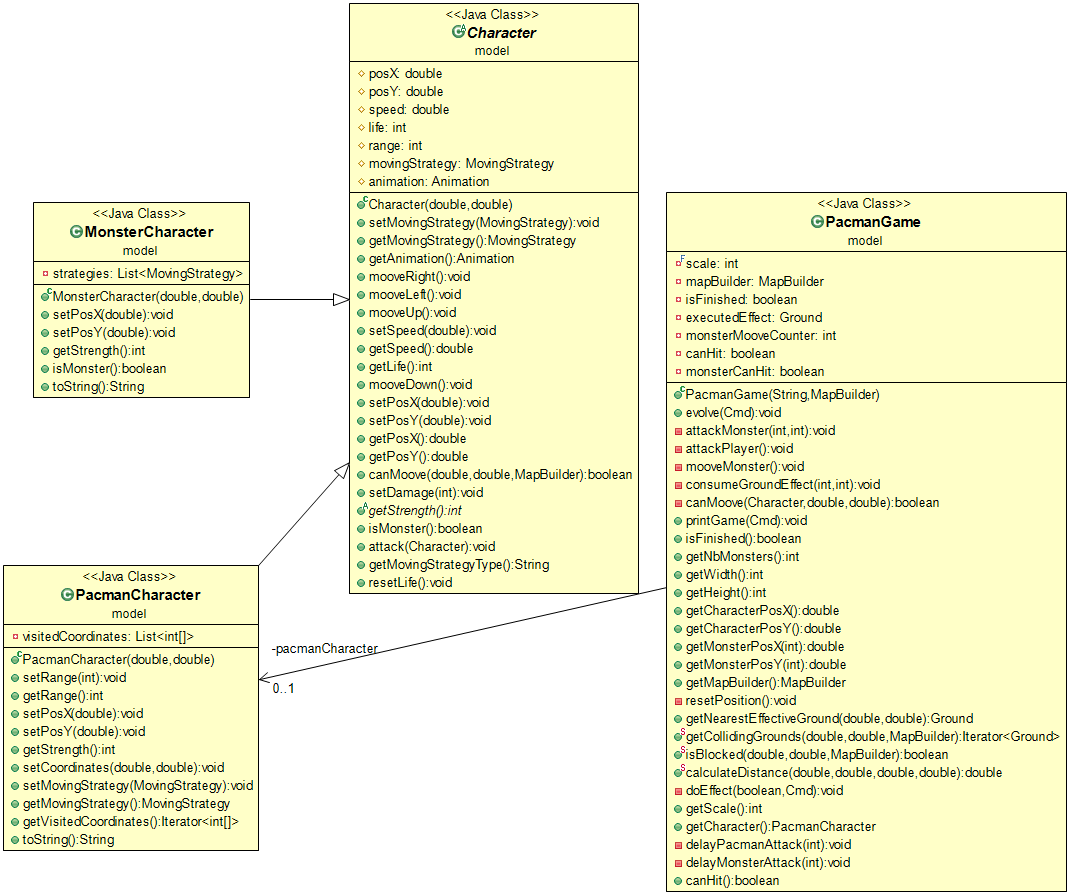 <<Java Class>>
Character
model
posX: double
posY: double
speed: double
life: int
range: int
movingStrategy: MovingStrategy
animation: Animation
Character(double,double)
setMovingStrategy(MovingStrategy):void
getMovingStrategy():MovingStrategy
getAnimation():Animation
mooveRight():void
mooveLeft():void
mooveUp():void
setSpeed(double):void
getSpeed():double
getLife():int
mooveDown():void
setPosX(double):void
setPosY(double):void
getPosX():double
getPosY():double
canMoove(double,double,MapBuilder):boolean
setDamage(int):void
getStrength():int
isMonster():boolean
attack(Character):void
getMovingStrategyType():String
resetLife():void
<<Java Class>>
MonsterCharacter
model
strategies: List<MovingStrategy>
MonsterCharacter(double,double)
setPosX(double):void
setPosY(double):void
getStrength():int
isMonster():boolean
toString():String
<<Java Class>>
PacmanGame
model
scale: int
mapBuilder: MapBuilder
isFinished: boolean
executedEffect: Ground
monsterMooveCounter: int
canHit: boolean
monsterCanHit: boolean
PacmanGame(String,MapBuilder)
evolve(Cmd):void
attackMonster(int,int):void
attackPlayer():void
mooveMonster():void
consumeGroundEffect(int,int):void
canMoove(Character,double,double):boolean
printGame(Cmd):void
isFinished():boolean
getNbMonsters():int
getWidth():int
getHeight():int
getCharacterPosX():double
getCharacterPosY():double
getMonsterPosX(int):double
getMonsterPosY(int):double
getMapBuilder():MapBuilder
resetPosition():void
getNearestEffectiveGround(double,double):Ground
getCollidingGrounds(double,double,MapBuilder):Iterator<Ground>
isBlocked(double,double,MapBuilder):boolean
calculateDistance(double,double,double,double):double
doEffect(boolean,Cmd):void
getScale():int
getCharacter():PacmanCharacter
delayPacmanAttack(int):void
delayMonsterAttack(int):void
canHit():boolean
<<Java Class>>
PacmanCharacter
model
visitedCoordinates: List<int[]>
PacmanCharacter(double,double)
setRange(int):void
getRange():int
setPosX(double):void
setPosY(double):void
getStrength():int
setCoordinates(double,double):void
setMovingStrategy(MovingStrategy):void
getMovingStrategy():MovingStrategy
getVisitedCoordinates():Iterator<int[]>
toString():String
-pacmanCharacter
0..1